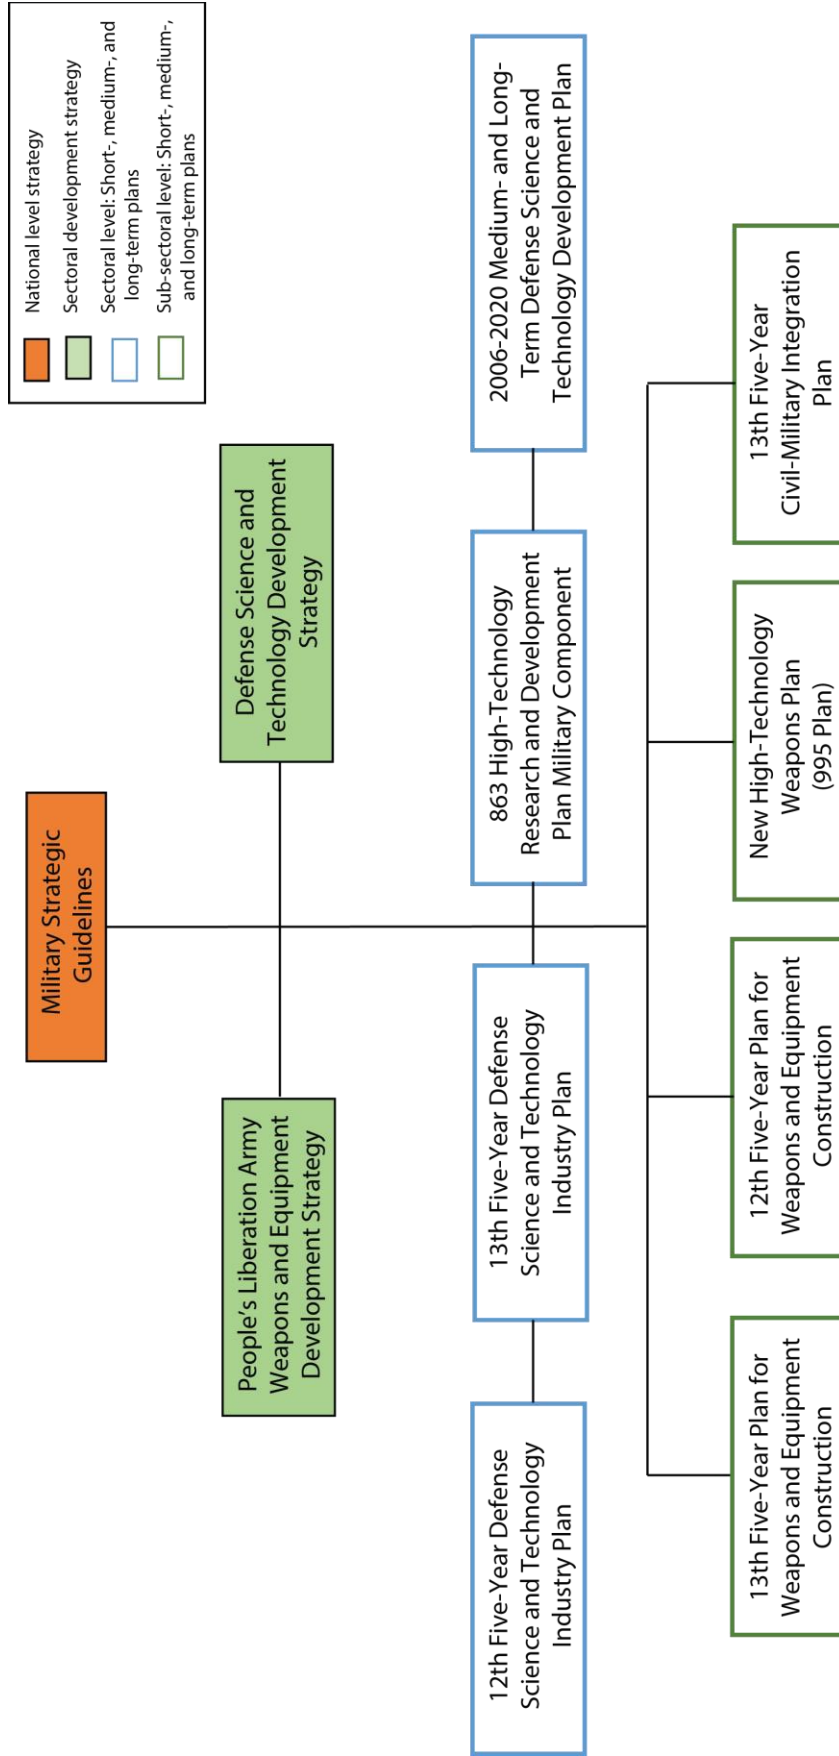 Military Strategic
Guidelines
National level strategy
Sectoral development strategy
Sectoral level: Short-, medium-, and
long-term plans
Sub-sectoral level: Short-, medium-,
and long-term plans
People’s Liberation Army
Weapons and Equipment
Development Strategy
Defense Science and
Technology Development
Strategy
12th Five-Year Defense
Science and Technology
Industry Plan
13th Five-Year Defense
Science and Technology
Industry Plan
863 High-Technology
Research and Development
Plan Military Component
2006-2020 Medium- and Long-
Term Defense Science and
Technology Development Plan
13th Five-Year Plan for
Weapons and Equipment
Construction
12th Five-Year Plan for
Weapons and Equipment
Construction
New High-Technology
Weapons Plan
(995 Plan)
13th Five-Year
Civil-Military Integration
Plan